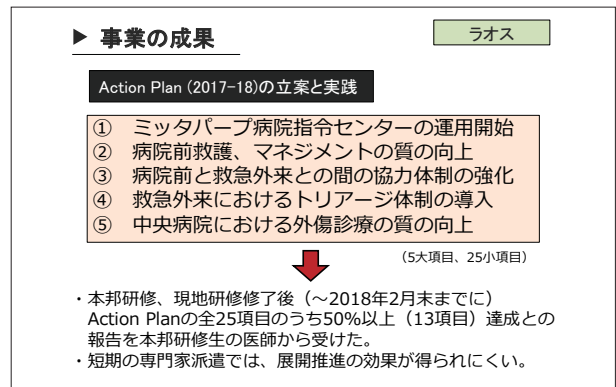 ▶ 事業の成果
ラオス
Action Plan (2017-18)の立案と実践
① ミッタパープ病院指令センターの運用開始
② 病院前救護、マネジメントの質の向上
③ 病院前と救急外来との間の協力体制の強化
④ 救急外来におけるトリアージ体制の導入
⑤ 中央病院における外傷診療の質の向上
（5大項目、25小項目）
・本邦研修、現地研修修了後（～2018年2月末までに）
Action Planの全25項目のうち50%以上（13項目）達成との
報告を本邦研修生の医師から受けた。
・短期の専門家派遣では、展開推進の効果が得られにくい。